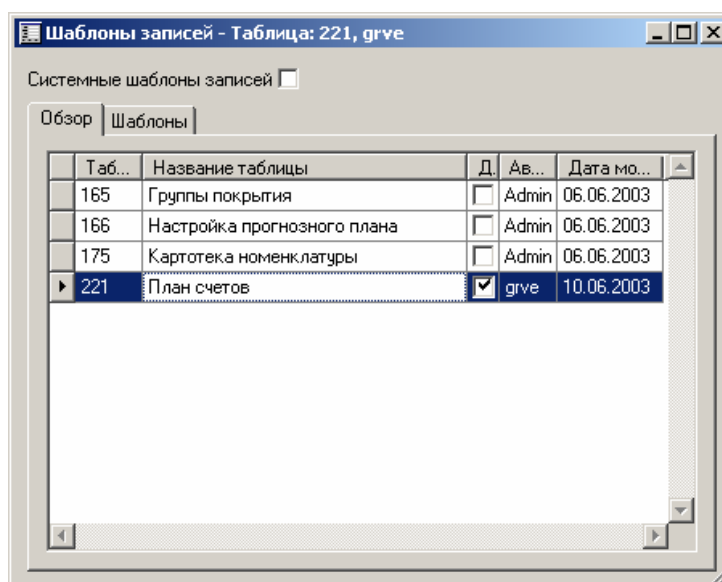 Шаблоны записей - Таблица: 221, grve
Системные шаблоны записей
Обзор Шаблоны
Таб... Название таблицы Д. Ав... Дата мо...
165 Группы покрытия Admin 06.06.2003
166 Настройка прогнозного плана Admin 06.06.2003
175 Картотека номенклатуры Admin 06.06.2003
221 План счетов grve 10.06.2003